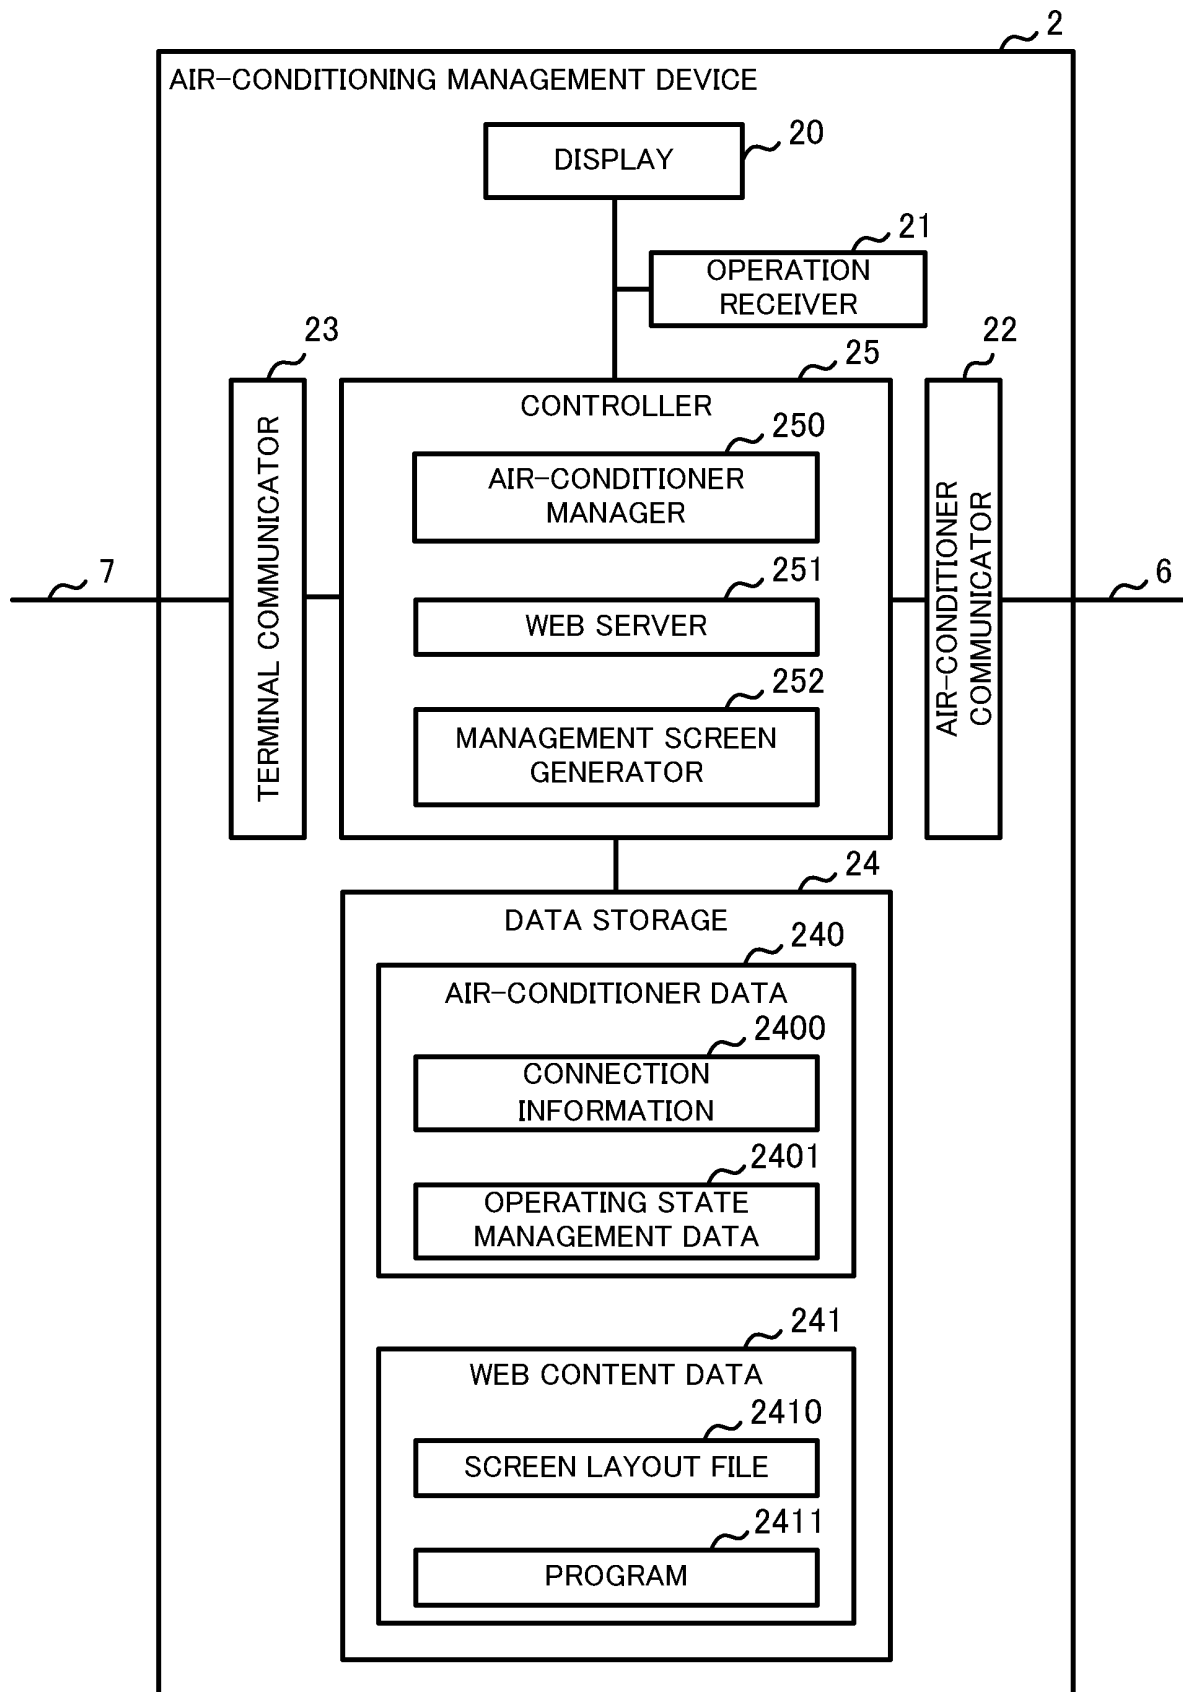 2
AIR-CONDITIONING MANAGEMENT DEVICE
20
DISPLAY
21
OPERATION
RECEIVER
23
25
22
CONTROLLER
250
AIR-CONDITIONER
MANAGER
7
TERMINAL COMMUNICATOR
251
WEB SERVER
AIR-CONDITIONER
COMMUNICATOR
6
252
MANAGEMENT SCREEN
GENERATOR
24
DATA STORAGE
240
AIR-CONDITIONER DATA
2400
CONNECTION
INFORMATION
2401
OPERATING STATE
MANAGEMENT DATA
241
WEB CONTENT DATA
2410
SCREEN LAYOUT FILE
2411
PROGRAM